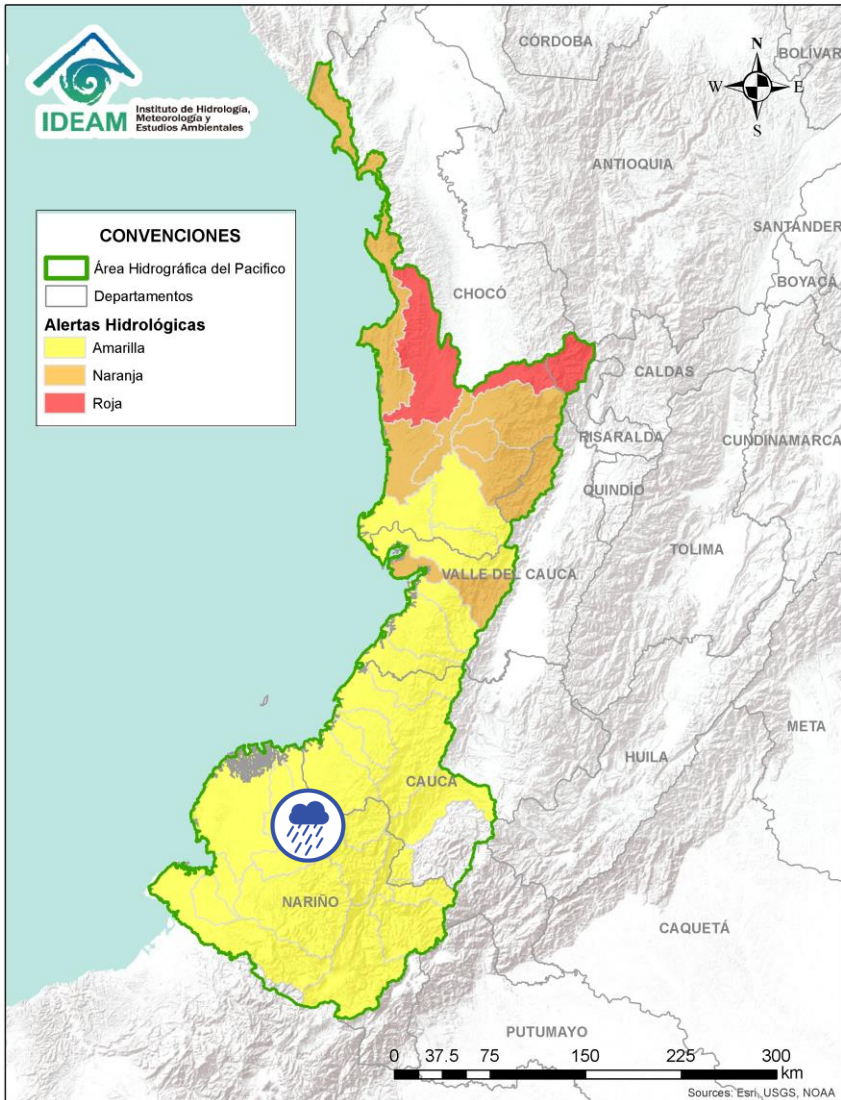 IDEAM
Instituto de Hidrología,
Meteorología y
Estudios Ambientales
CÓRDOBA
BOLÍVAR
N
W
E
S
ANTIOQUIA
SANTANDER
CONVENCIONES
Área Hidrográfica del Pacifico
Departamentos
Alertas Hidrológicas
Amarilla
Naranja
Roja
BOYACÁ
CHOCÓ
CALDAS
RISARALDA
CUNDINAMARCA
QUINDÍO
TOLIMA
VALLE DEL CAUCA
META
HUILA
CAUCA
NARIÑO
CAQUETÁ
PUTUMAYO
0 37.5 75 150 225 300
km
Sources: Esri, USGS, NOAA